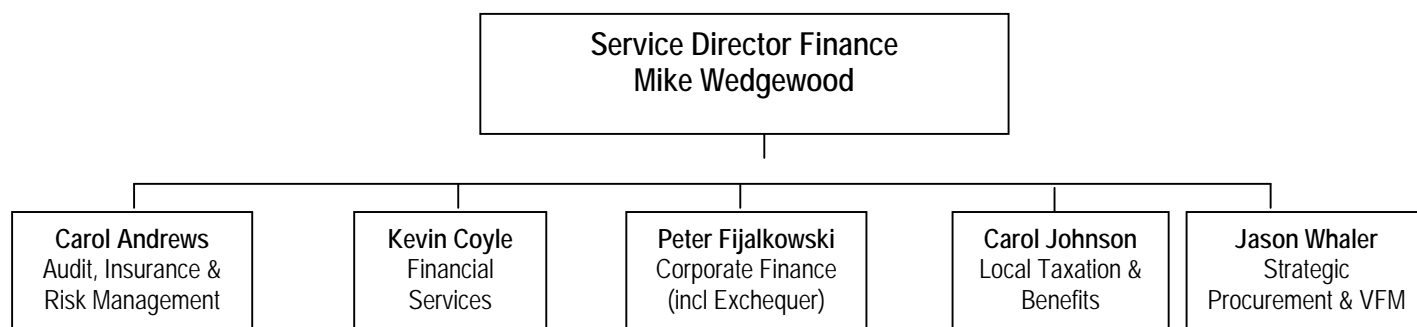 Service Director Finance
Mike Wedgewood
Carol Andrews
Audit, Insurance &
Risk Management
Kevin Coyle
Financial
Services
Peter Fijalkowski
Corporate Finance
(incl Exchequer)
Carol Johnson
Local Taxation &
Benefits
Jason Whaler
Strategic
Procurement & VFM